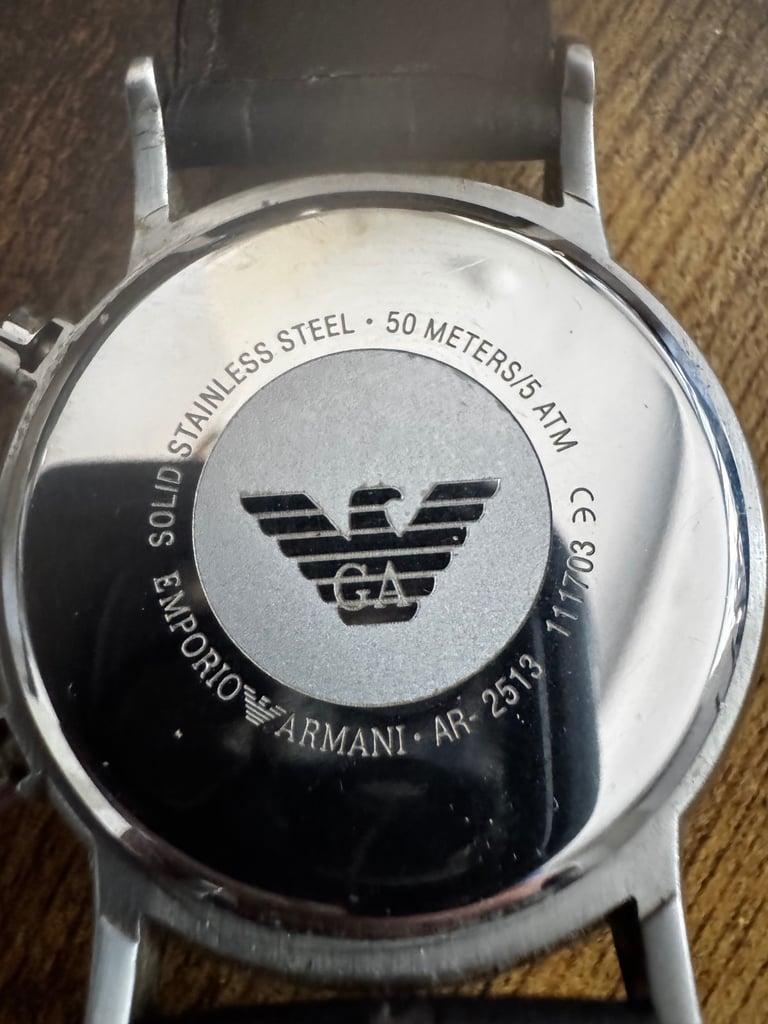 SOLID STAINLESS STEEL • 50 METERS/5 ATM CE
EMPORIO ARMANI • AR- 2513 111703
GA